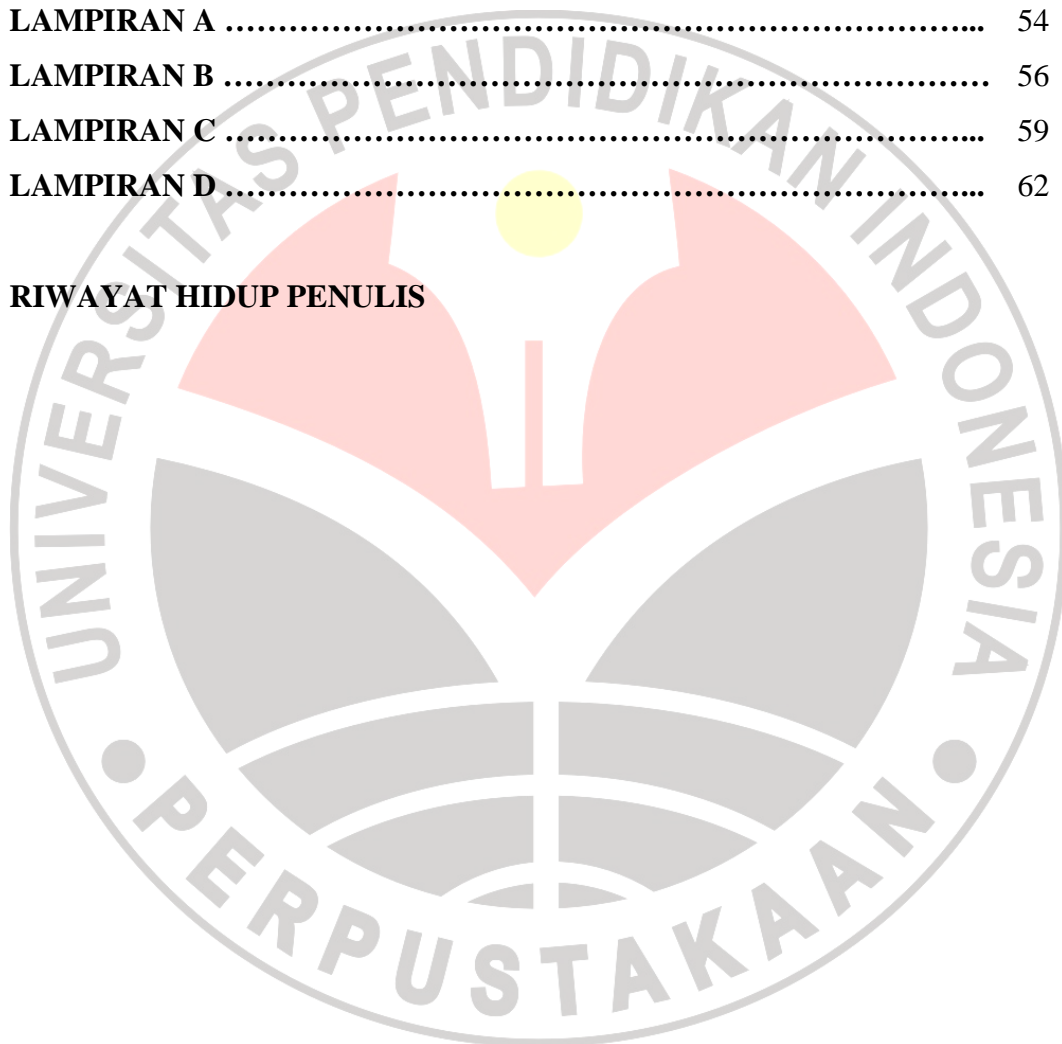 LAMPIRAN A ……………………………………………………………... 54
LAMPIRAN B ……………………………………………………………… 56
LAMPIRAN C ……………………………………………………………... 59
LAMPIRAN D ……………………………………………………………... 62
RIWAYAT HIDUP PENULIS
UNIVERSITAS PENDIDIKAN INDONESIA
PERPUSTAKAAN